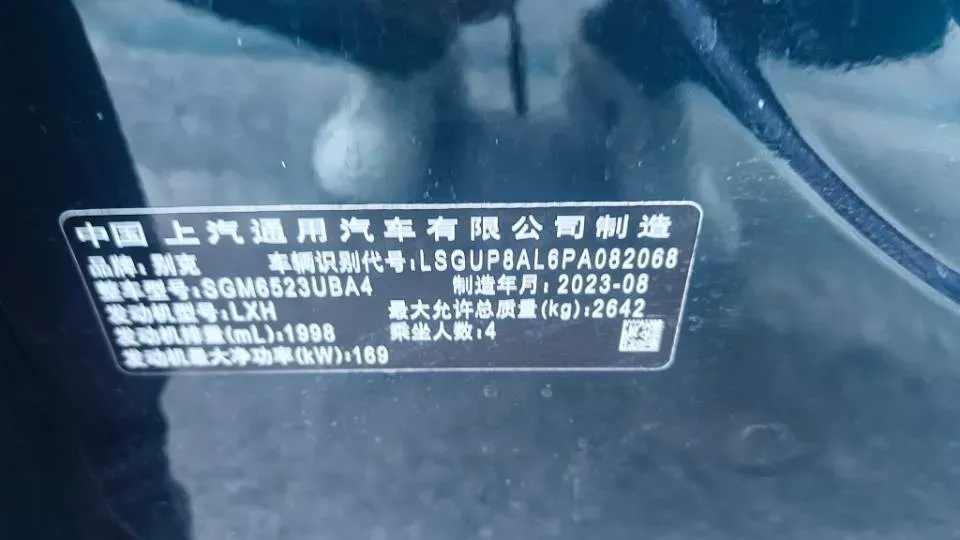 中国 上汽通用汽车有限公司制造
品牌：别克 车辆识别代号：LSGUP8AL6PA082068
整车型号：SGM6523UBA4 制造年月：2023-08
发动机型号：LXH 最大允许总质量(kg)：2642
发动机排量(mL)：1998 乘坐人数：4
发动机最大净功率(kW)：169